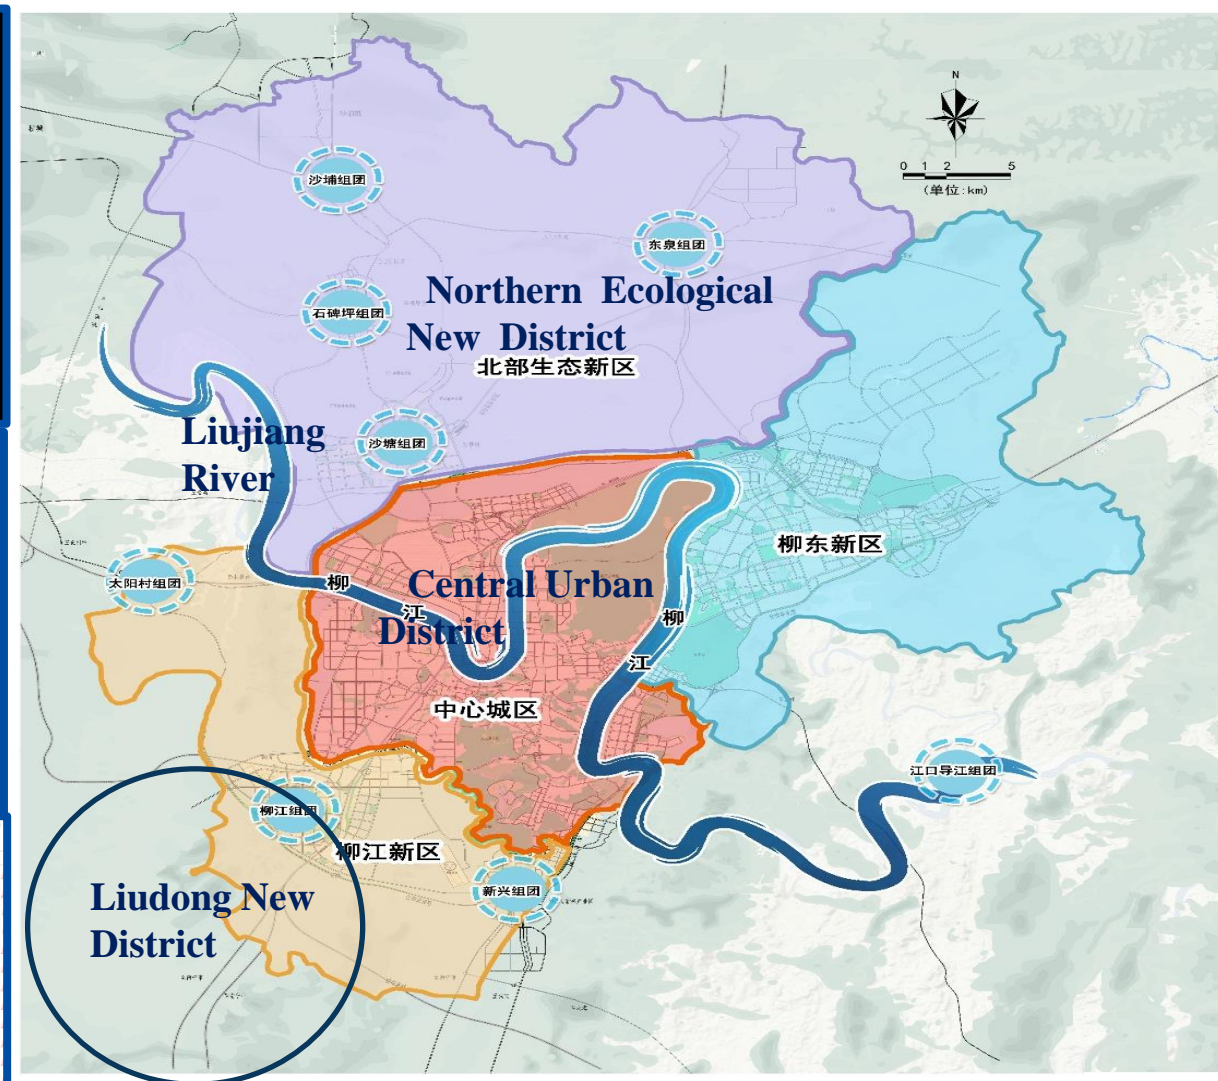 N
0 1 2 5
(单位:km)
沙埔组团
东泉组团
Northern Ecological
New District
石碑坪组团
北部生态新区
Liujiang
River
沙塘组团
柳东新区
太阳村组团
柳
江
Central Urban
District
柳
江
中心城区
江口导江组团
柳江组团
柳江新区
新兴组团
Liudong New
District